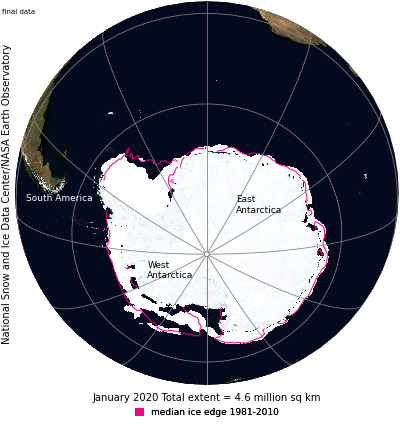 final data
National Snow and Ice Data Center/NASA Earth Observatory
South America
East
Antarctica
West
Antarctica
January 2020 Total extent = 4.6 million sq km
median ice edge 1981-2010